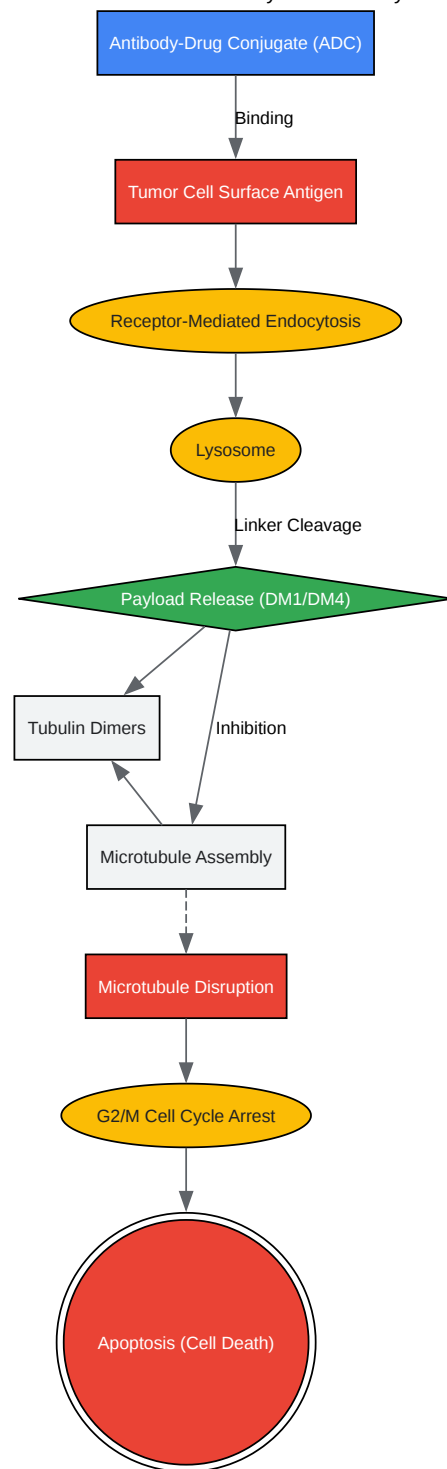 Antibody-Drug Conjugate (ADC)
Binding
Tumor Cell Surface Antigen
Receptor-Mediated Endocytosis
Lysosome
Linker Cleavage
Payload Release (DM1/DM4)
Tubulin Dimers
Inhibition
Microtubule Assembly
Microtubule Disruption
G2/M Cell Cycle Arrest
Apoptosis (Cell Death)